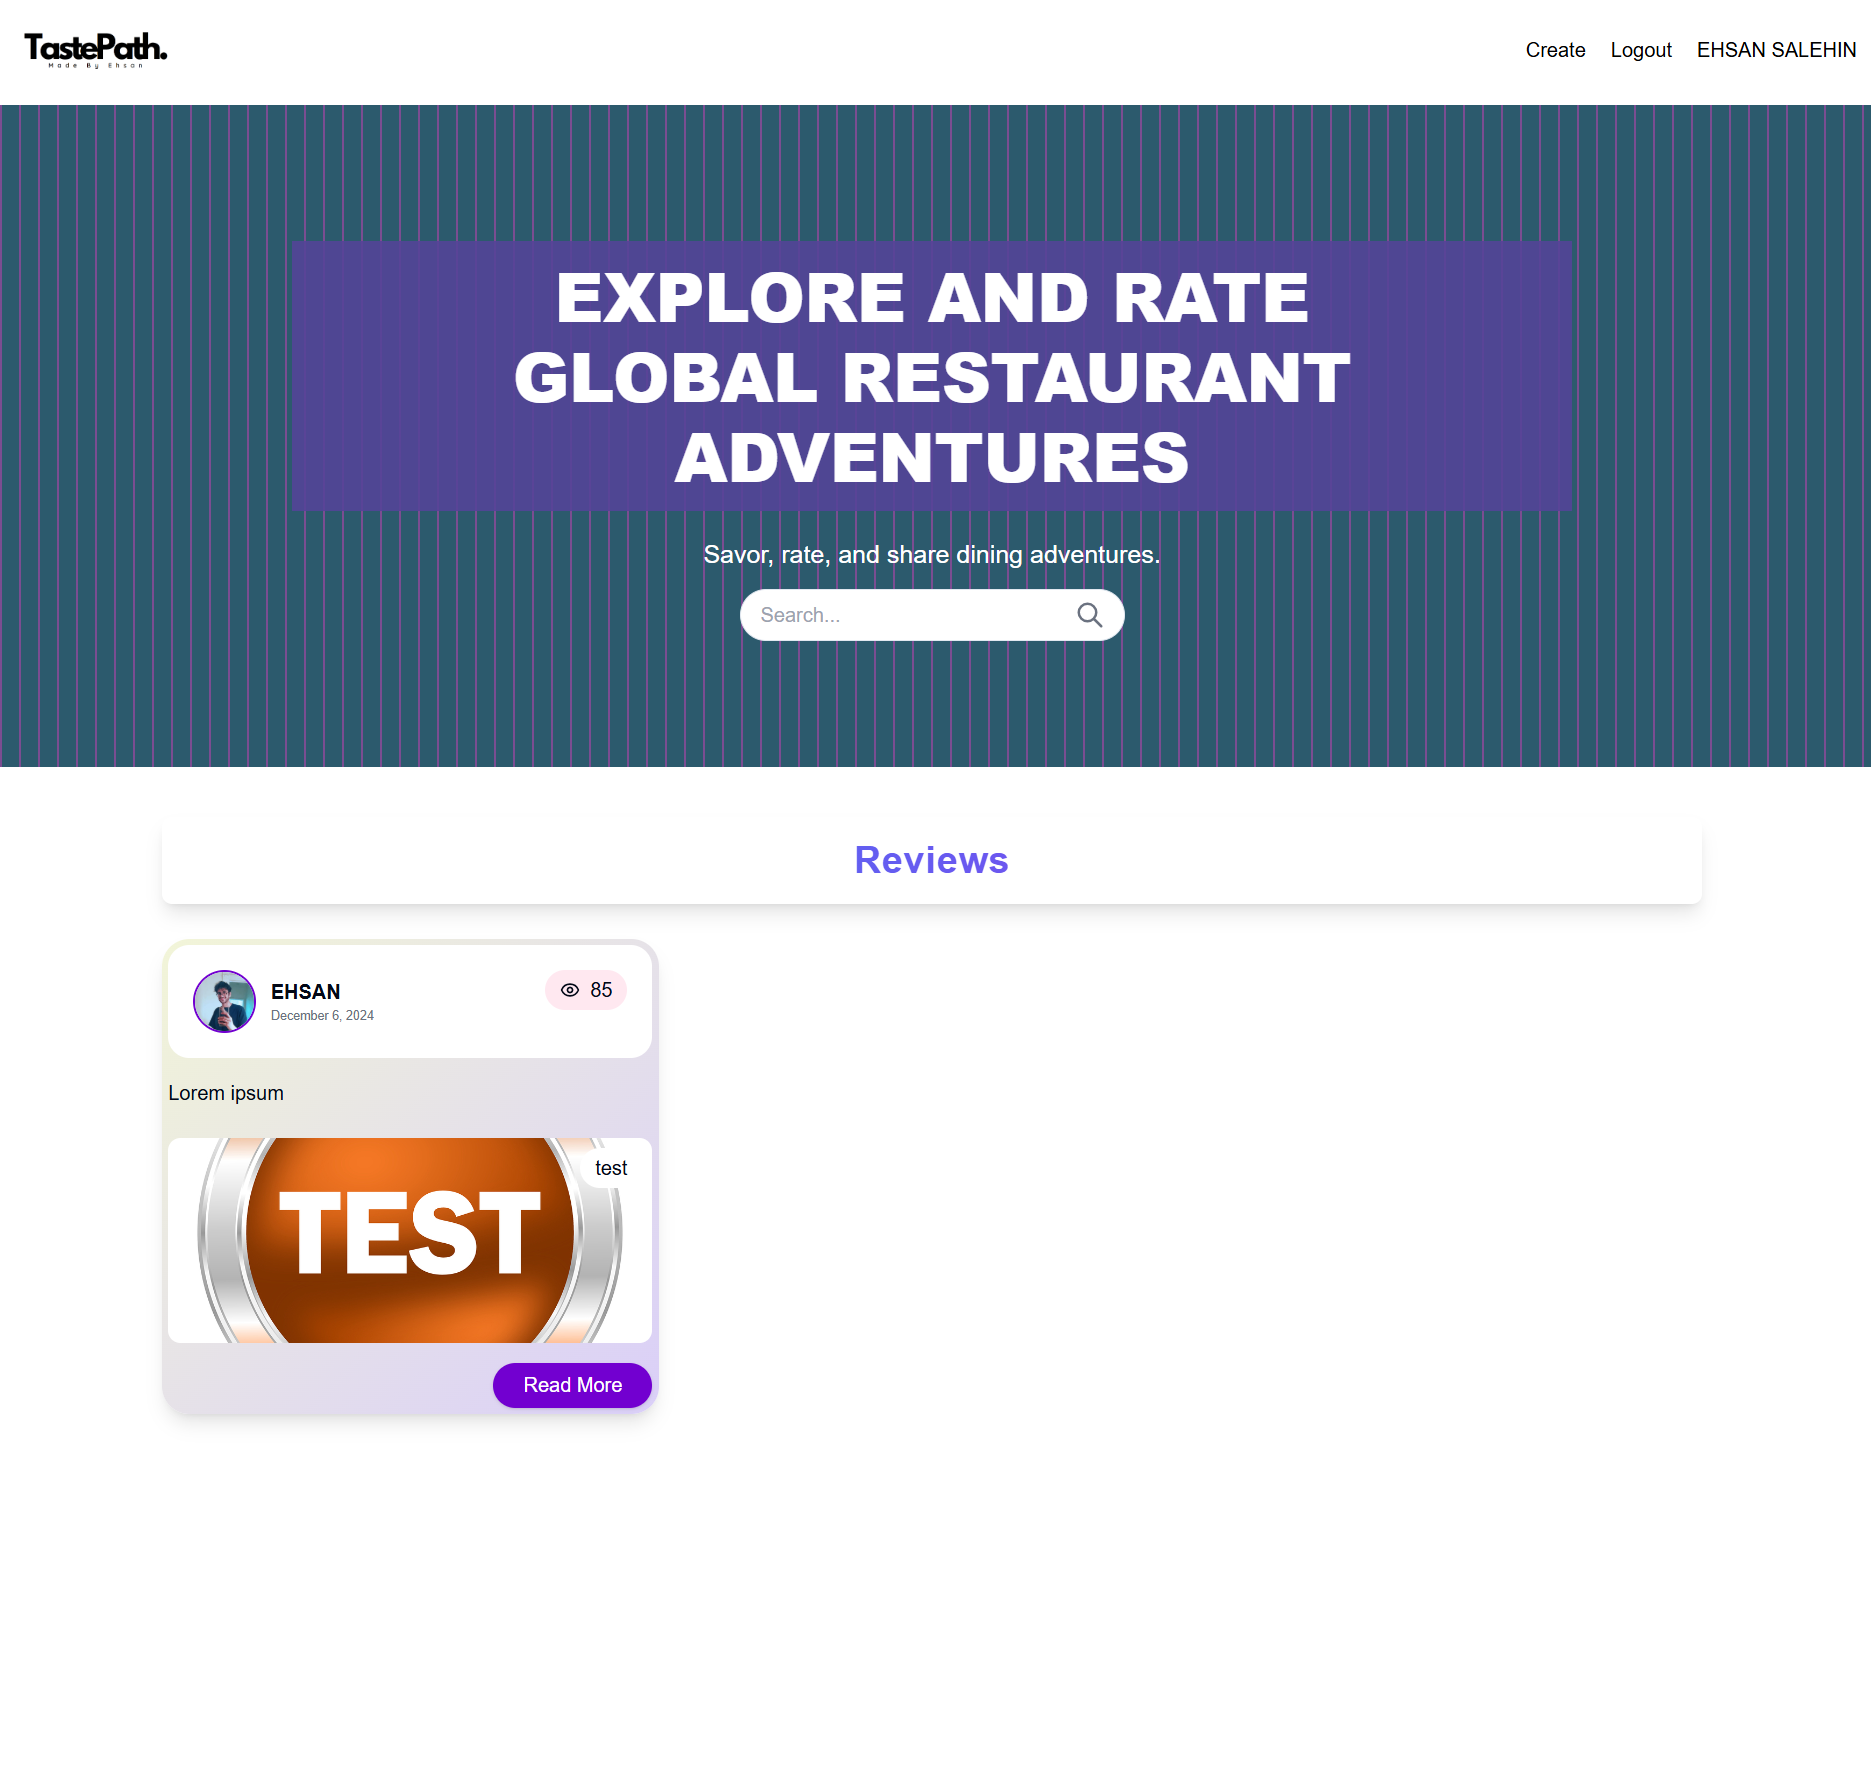 TastePath.
Made By Ehsan
Create Logout EHSAN SALEHIN
EXPLORE AND RATE
GLOBAL RESTAURANT
ADVENTURES
Savor, rate, and share dining adventures.
Search...
Reviews
EHSAN
85
December 6, 2024
Lorem ipsum
test
TEST
Read More